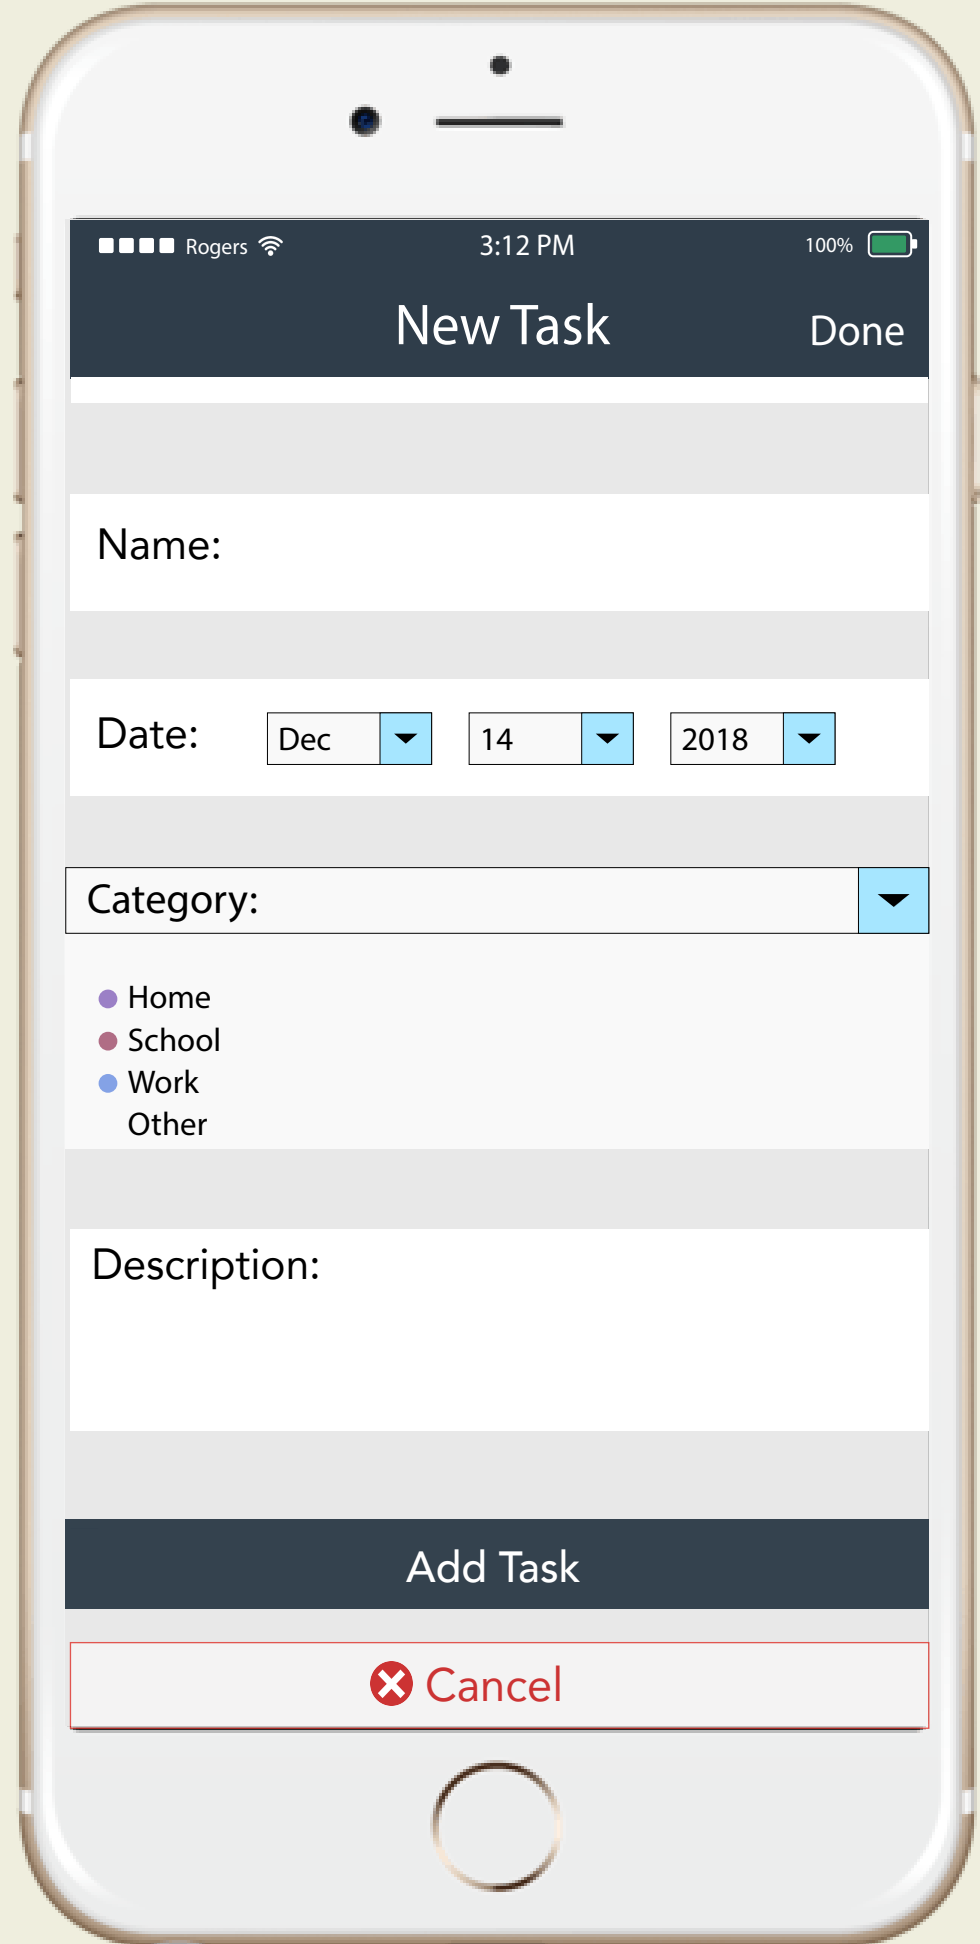 Rogers 3:12 PM 100%
New Task Done
Name:
Date: Dec 14 2018
Category:
Home
School
Work
Other
Description:
Add Task
Cancel